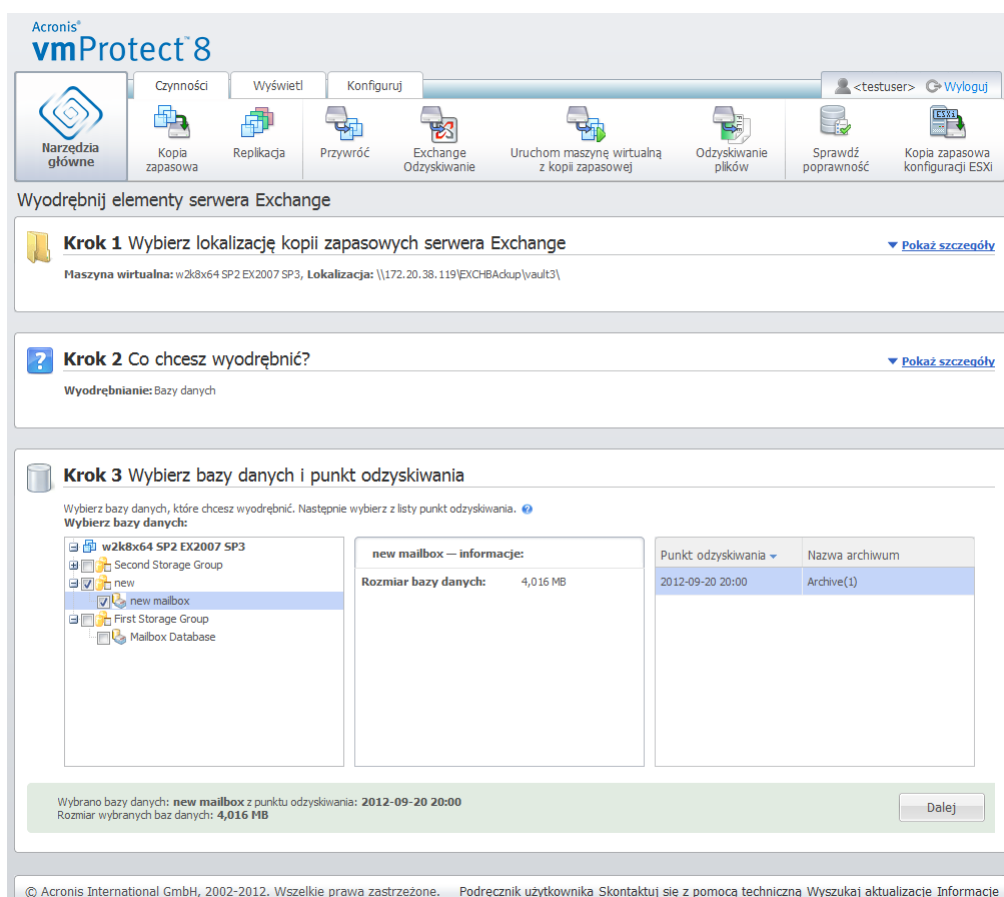 Acronis®
vmProtect™ 8
Czynności Wyświetl Konfiguruj <testuser> Wyloguj
Narzędzia główne
Kopia zapasowa
Replikacja
Przywróć
Exchange Odzyskiwanie
Uruchom maszynę wirtualną z kopii zapasowej
Odzyskiwanie plików
Sprawdź poprawność
ESXi
Kopia zapasowa konfiguracji ESXi
Wyodrębnij elementy serwera Exchange
Krok 1 Wybierz lokalizację kopii zapasowych serwera Exchange
Pokaż szczegóły
Maszyna wirtualna: w2k8x64 SP2 EX2007 SP3, Lokalizacja: \\172.20.38.119\EXCHBAckup\vault3\
Krok 2 Co chcesz wyodrębnić?
Pokaż szczegóły
Wyodrębnianie: Bazy danych
Krok 3 Wybierz bazy danych i punkt odzyskiwania
Wybierz bazy danych, które chcesz wyodrębnić. Następnie wybierz z listy punkt odzyskiwania.
Wybierz bazy danych:
w2k8x64 SP2 EX2007 SP3
Second Storage Group
new
new mailbox
First Storage Group
Mailbox Database
new mailbox — informacje:
Rozmiar bazy danych: 4,016 MB
Punkt odzyskiwania Nazwa archiwum
2012-09-20 20:00 Archive(1)
Wybrano bazy danych: new mailbox z punktu odzyskiwania: 2012-09-20 20:00
Rozmiar wybranych baz danych: 4,016 MB
Dalej
© Acronis International GmbH, 2002-2012. Wszelkie prawa zastrzeżone. Podręcznik użytkownika Skontaktuj się z pomocą techniczną Wyszukaj aktualizacje Informacje